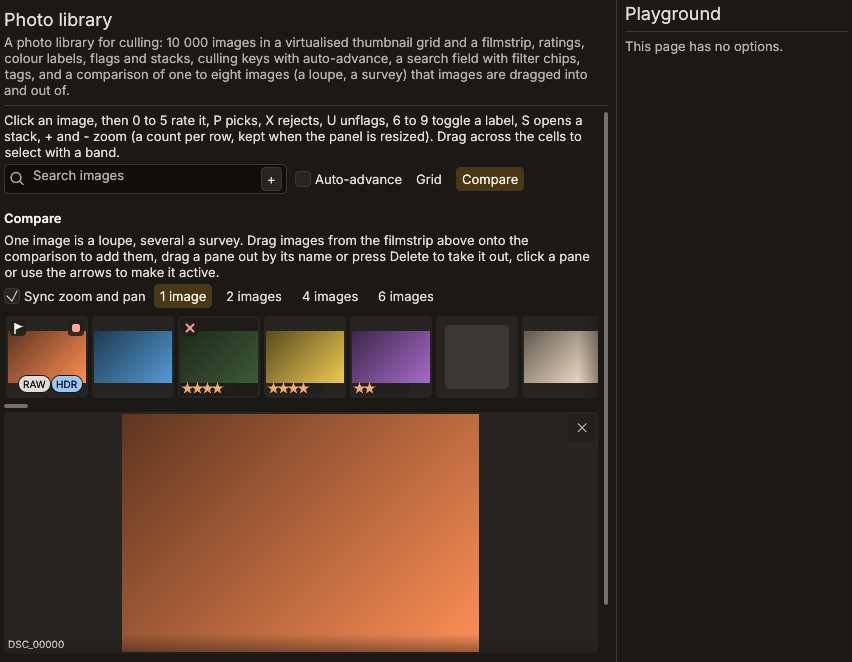 Photo library
A photo library for culling: 10 000 images in a virtualised thumbnail grid and a filmstrip, ratings,
colour labels, flags and stacks, culling keys with auto-advance, a search field with filter chips,
tags, and a comparison of one to eight images (a loupe, a survey) that images are dragged into
and out of.
Click an image, then 0 to 5 rate it, P picks, X rejects, U unflags, 6 to 9 toggle a label, S opens a
stack, + and - zoom (a count per row, kept when the panel is resized). Drag across the cells to
select with a band.
Search images + Auto-advance Grid Compare
Compare
One image is a loupe, several a survey. Drag images from the filmstrip above onto the
comparison to add them, drag a pane out by its name or press Delete to take it out, click a pane
or use the arrows to make it active.
Sync zoom and pan 1 image 2 images 4 images 6 images
RAW HDR
DSC_00000
Playground
This page has no options.